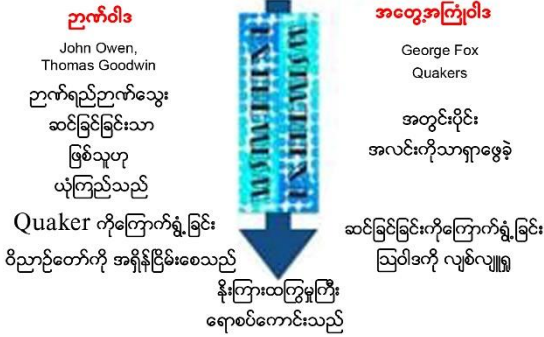 ဉာဏ်ဝါဒ
John Owen,
Thomas Goodwin
ဉာဏ်ရည်ဉာဏ်သွေး
ဆင်ခြင်ခြင်းသာ
ဖြစ်သူဟု
ယုံကြည်သည်
Quaker ကိုကြောက်ရွံ့ခြင်း
ဝိညာဉ်တော်ကို အရှိန်ငြိမ်းစေသည်
အတွေ့အကြုံဝါဒ
George Fox
Quakers
အတွင်းပိုင်း
အလင်းကိုသာရှာဖွေခဲ့
ဆင်ခြင်ခြင်းကိုကြောက်ရွံ့ခြင်း
ဩဝါဒကို လျစ်လျူရှု
နိုးကြားထကြွမှုကြီး
ရောစပ်ကောင်းသည်